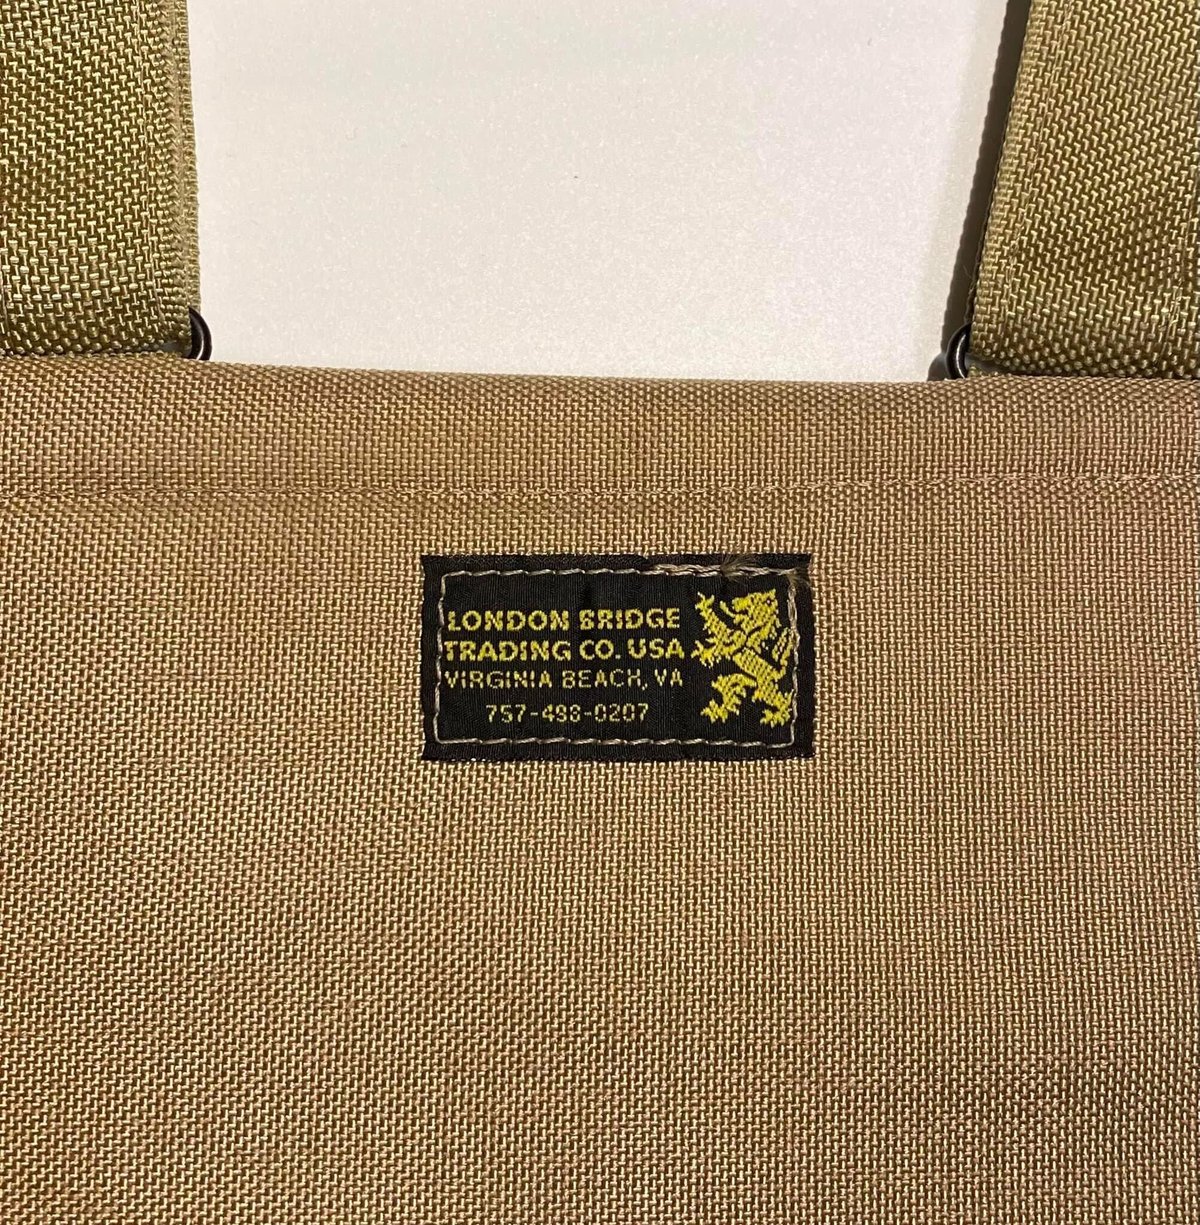 LONDON BRIDGE
TRADING CO. USA
VIRGINIA BEACH, VA
757-498-0207